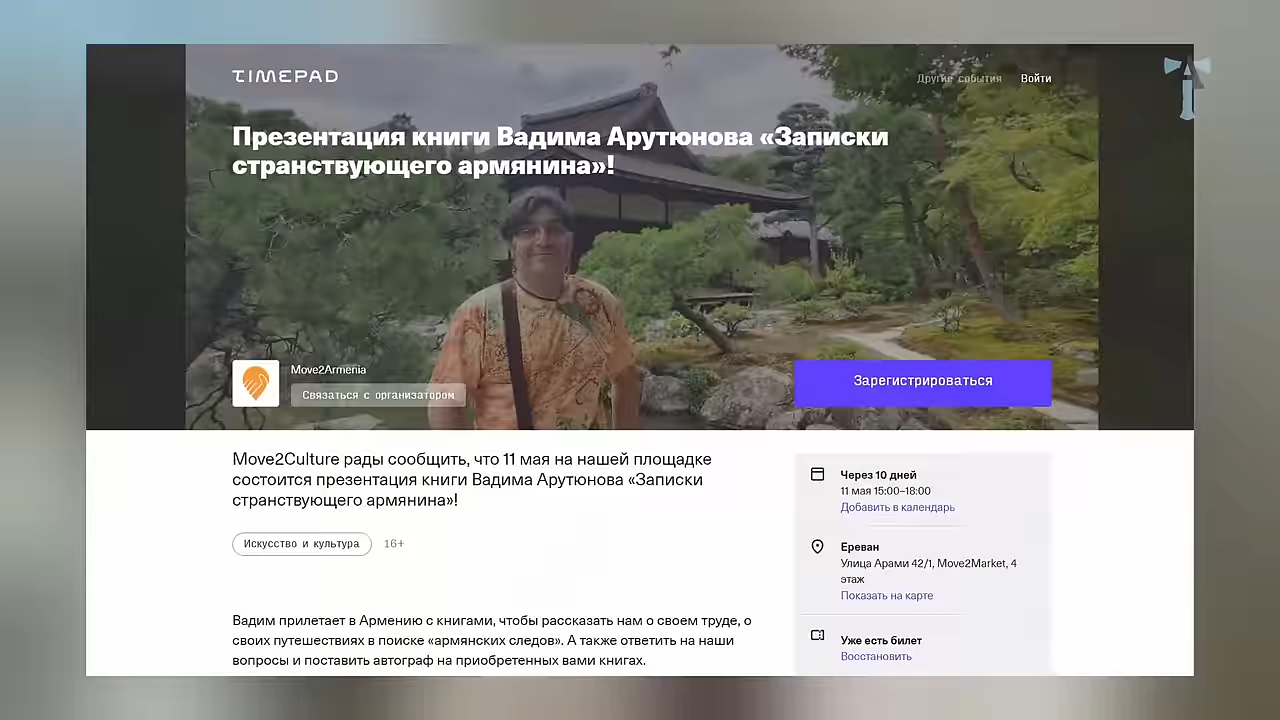 TIMEPAD
Другие события
Войти
Презентация книги Вадима Арутюнова «Записки
странствующего армянина»!
Move2Armenia
Связаться с организатором
Зарегистрироваться
Move2Culture рады сообщить, что 11 мая на нашей площадке
состоится презентация книги Вадима Арутюнова «Записки
странствующего армянина»!
Искусство и культура
16+
Вадим прилетает в Армению с книгами, чтобы рассказать нам о своем труде, о
своих путешествиях в поиске «армянских следов». А также ответить на наши
вопросы и поставить автограф на приобретенных вами книгах.
Через 10 дней
11 мая 15:00–18:00
Добавить в календарь
Ереван
Улица Арами 42/1, Move2Market, 4
этаж
Показать на карте
Уже есть билет
Восстановить